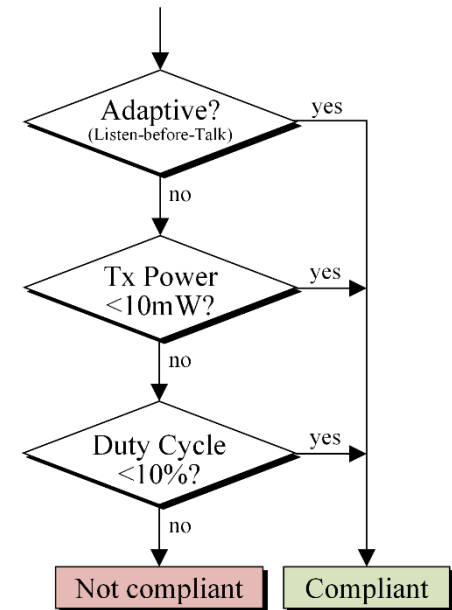 Adaptive?
(Listen-before-Talk)
yes
no
Tx Power
<10mW?
yes
no
Duty Cycle
<10%?
yes
no
Not compliant
Compliant